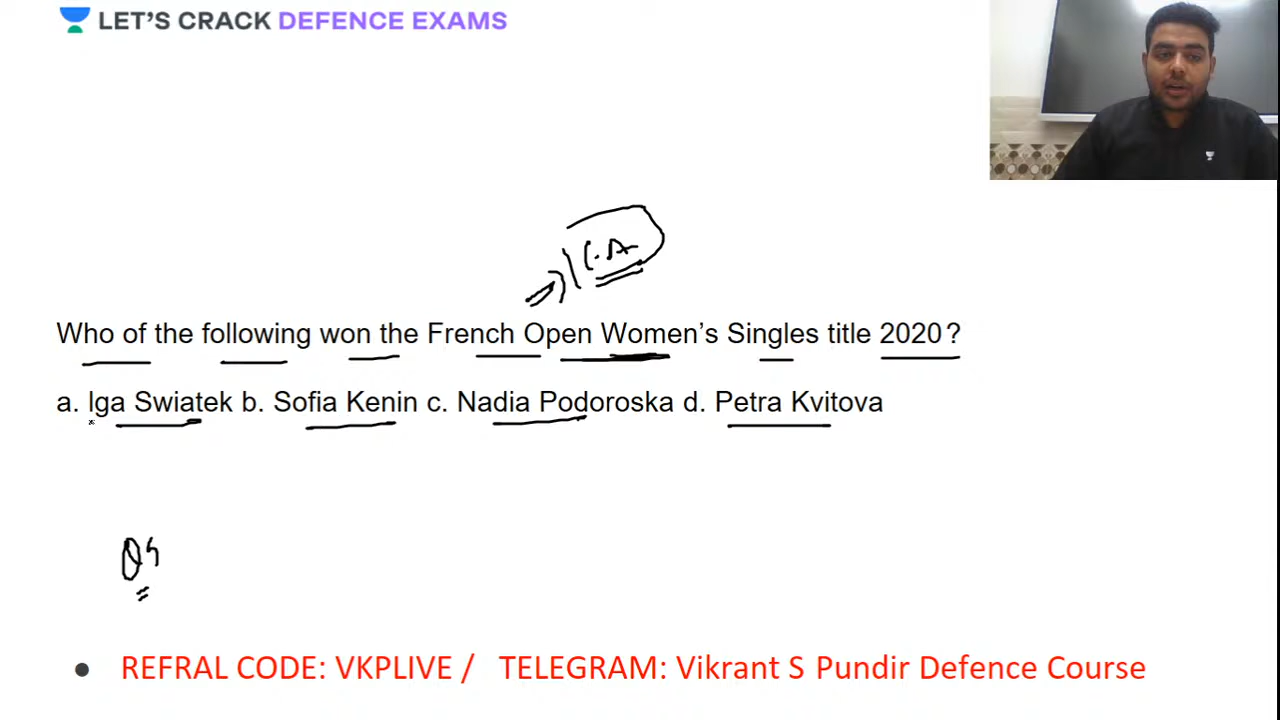 LET'S CRACK DEFENCE EXAMS
C.A
Who of the following won the French Open Women's Singles title 2020?
a. Iga Swiatek b. Sofia Kenin c. Nadia Podoroska d. Petra Kvitova
REFRAL CODE: VKPLIVE / TELEGRAM: Vikrant S Pundir Defence Course